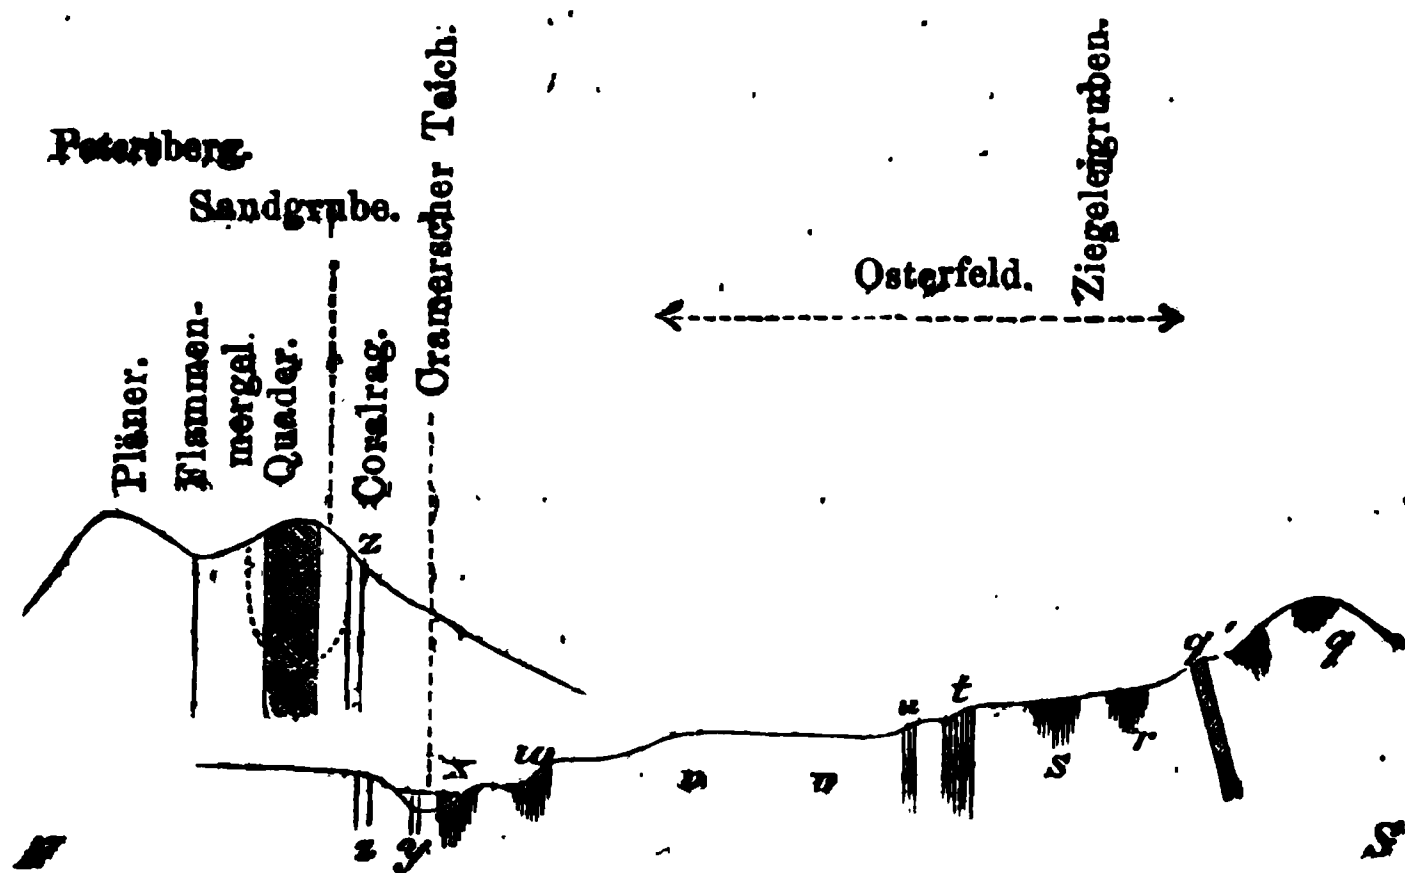 Petersberg.
Sandgrube.
Cramerscher Teich.
Ziegeleigruben.
Osterfeld.
Pläner.
Flammen-
mergel.
Quader.
Coralrag.
z
q'
q
t
u
r
s
x
w
v v
z y
N S